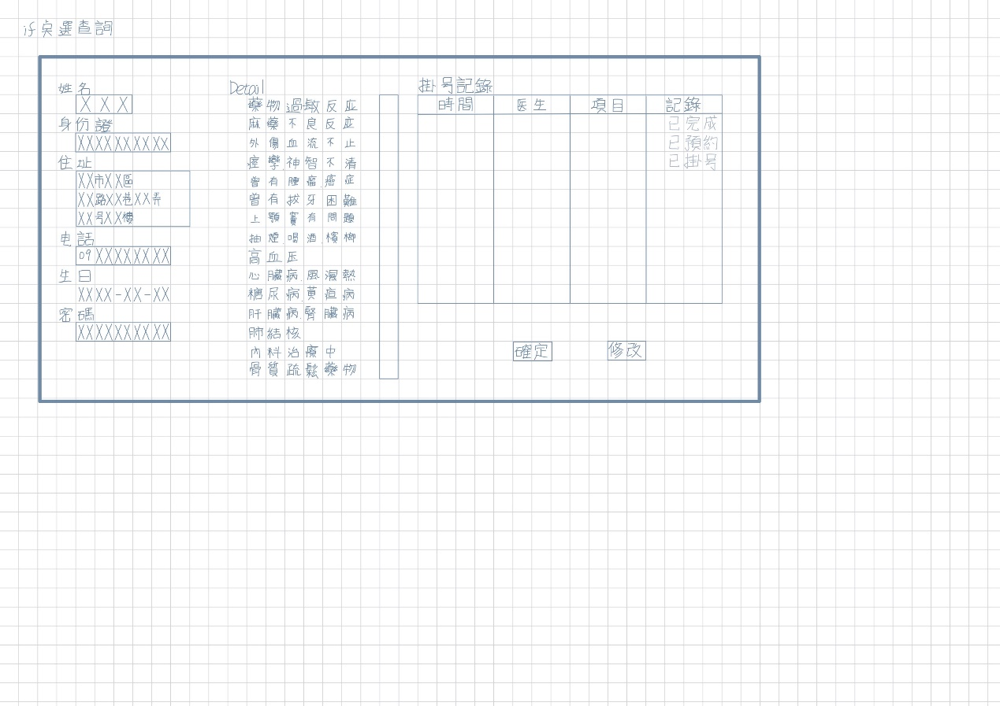 if 点選查詢
姓名
XXX
身份證
XXXXXXXXXX
住址
XX市XX區
XX路XX巷XX弄
XX号XX樓
电話
09XXXXXXXX
生日
XXXX-XX-XX
密碼
XXXXXXXXXX
Detail
藥物過敏反应
麻藥不良反应
外傷血流不止
痙攣.神智不清
曾有腫瘤.癌症
曾有拔牙困難
上顎竇有問題
抽煙.喝酒.檳榔
高血压
心臟病.風濕熱
糖尿病.黃疸病
肝臟病.腎臟病
肺結核
內科治療中
骨質疏鬆藥物
掛号記錄
時間 医生 項目 記錄
已完成
已預約
已掛号
確定 修改